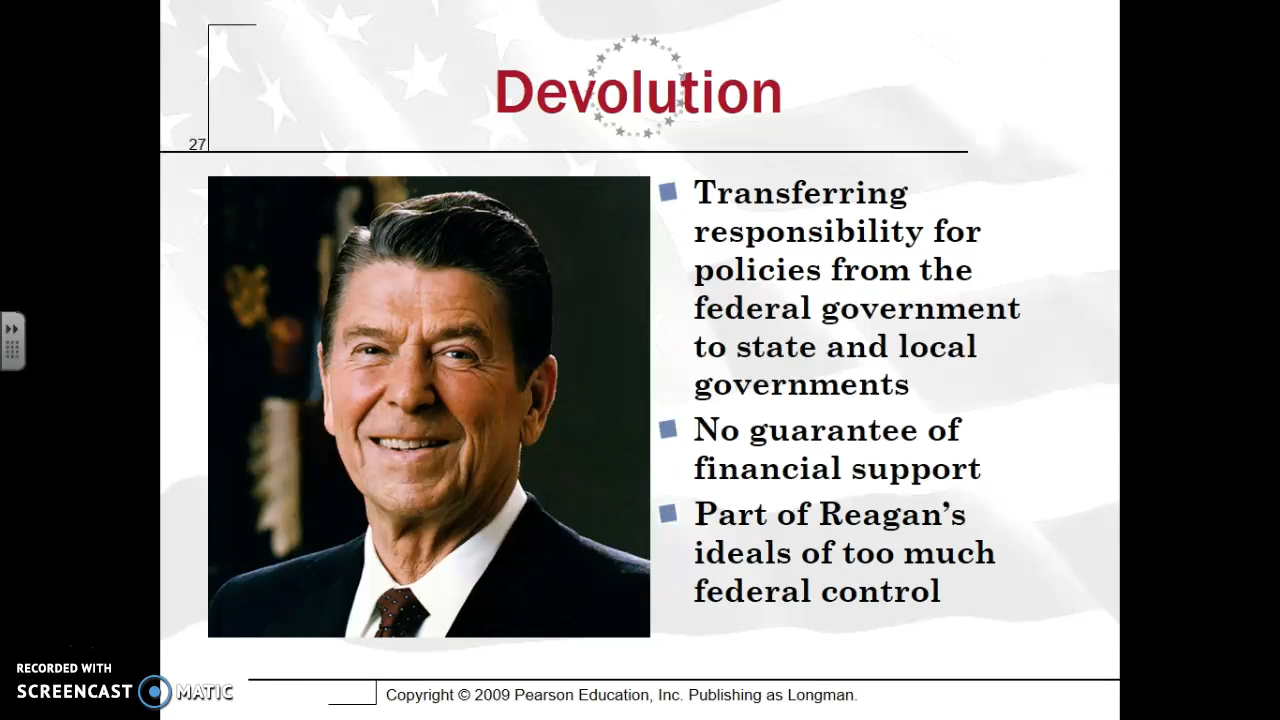 Devolution
27
Transferring
responsibility for
policies from the
federal government
to state and local
governments
No guarantee of
financial support
Part of Reagan’s
ideals of too much
federal control
RECORDED WITH
SCREENCAST MATIC
Copyright © 2009 Pearson Education, Inc. Publishing as Longman.